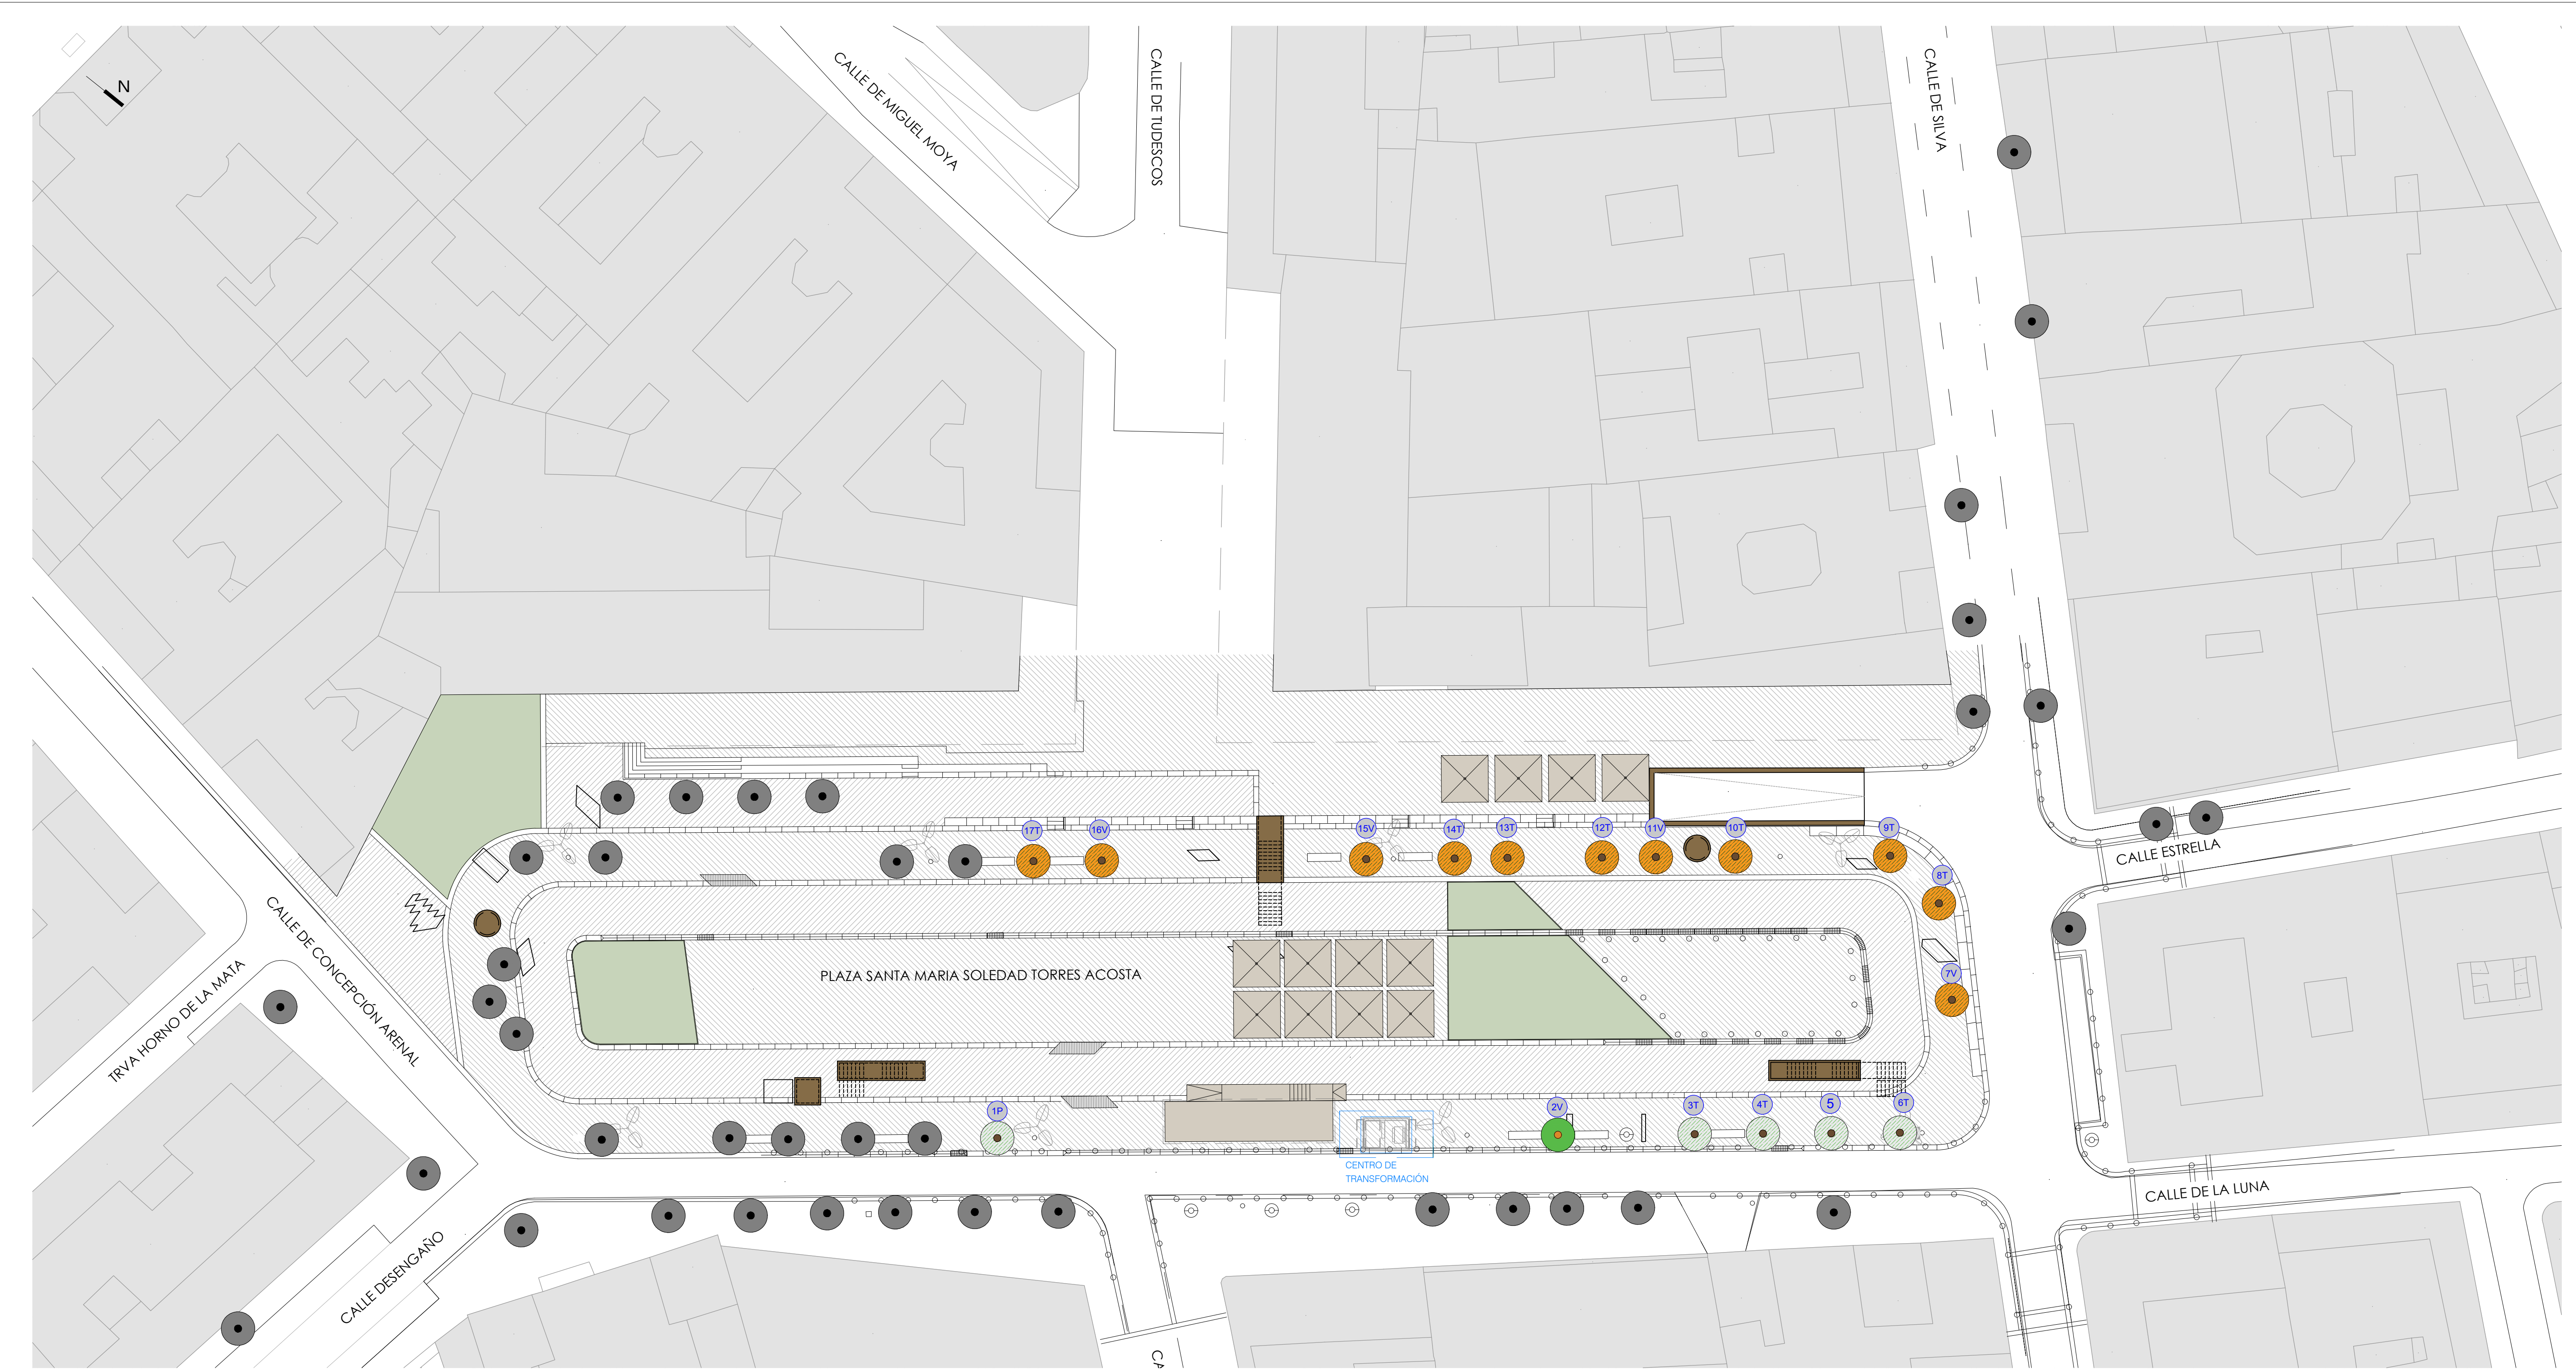 N
CALLE DE MIGUEL MOYA
CALLE DE TUDESCOS
CALLE DE SILVA
17T
16V
15V
14T
13T
12T
11V
10T
9T
8T
7V
CALLE ESTRELLA
CALLE DE CONCEPCIÓN ARENAL
TRVA HORNO DE LA MATA
PLAZA SANTA MARIA SOLEDAD TORRES ACOSTA
1P
2V
3T
4T
5
6T
CENTRO DE
TRANSFORMACIÓN
CALLE DE LA LUNA
CALLE DESENGAÑO
CA